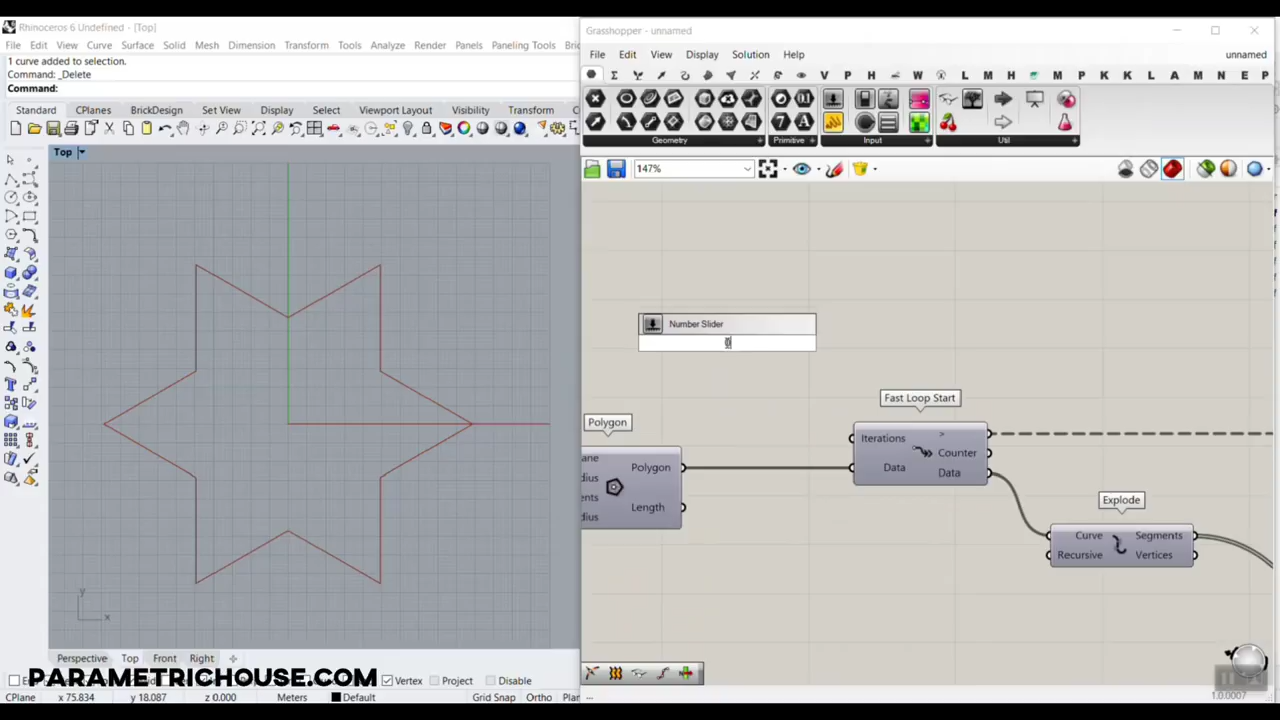 Rhinoceros 6 Undefined - [Top]
File Edit View Curve Surface Solid Mesh Dimension Transform Tools Analyze Render Panels Paneling Tools
1 curve added to selection.
Command: _Delete
Command:
Standard CPlanes BrickDesign Set View Display Select Viewport Layout Visibility Transform
Top
y
x
Perspective Top Front Right
PARAMETRICHOUSE.COM
Vertex Project Disable
CPlane x 75.834 y 18.087 z 0.000 Meters Default Grid Snap Ortho
Grasshopper - unnamed
File Edit View Display Solution Help unnamed
V P H W L M H M P K K L A M N E P
Geometry Primitive Input Util
147%
Number Slider
0
Fast Loop Start
Iterations >
Counter
Data Data
Polygon
Polygon
Length
Explode
Curve Segments
Recursive Vertices
1.0.0007